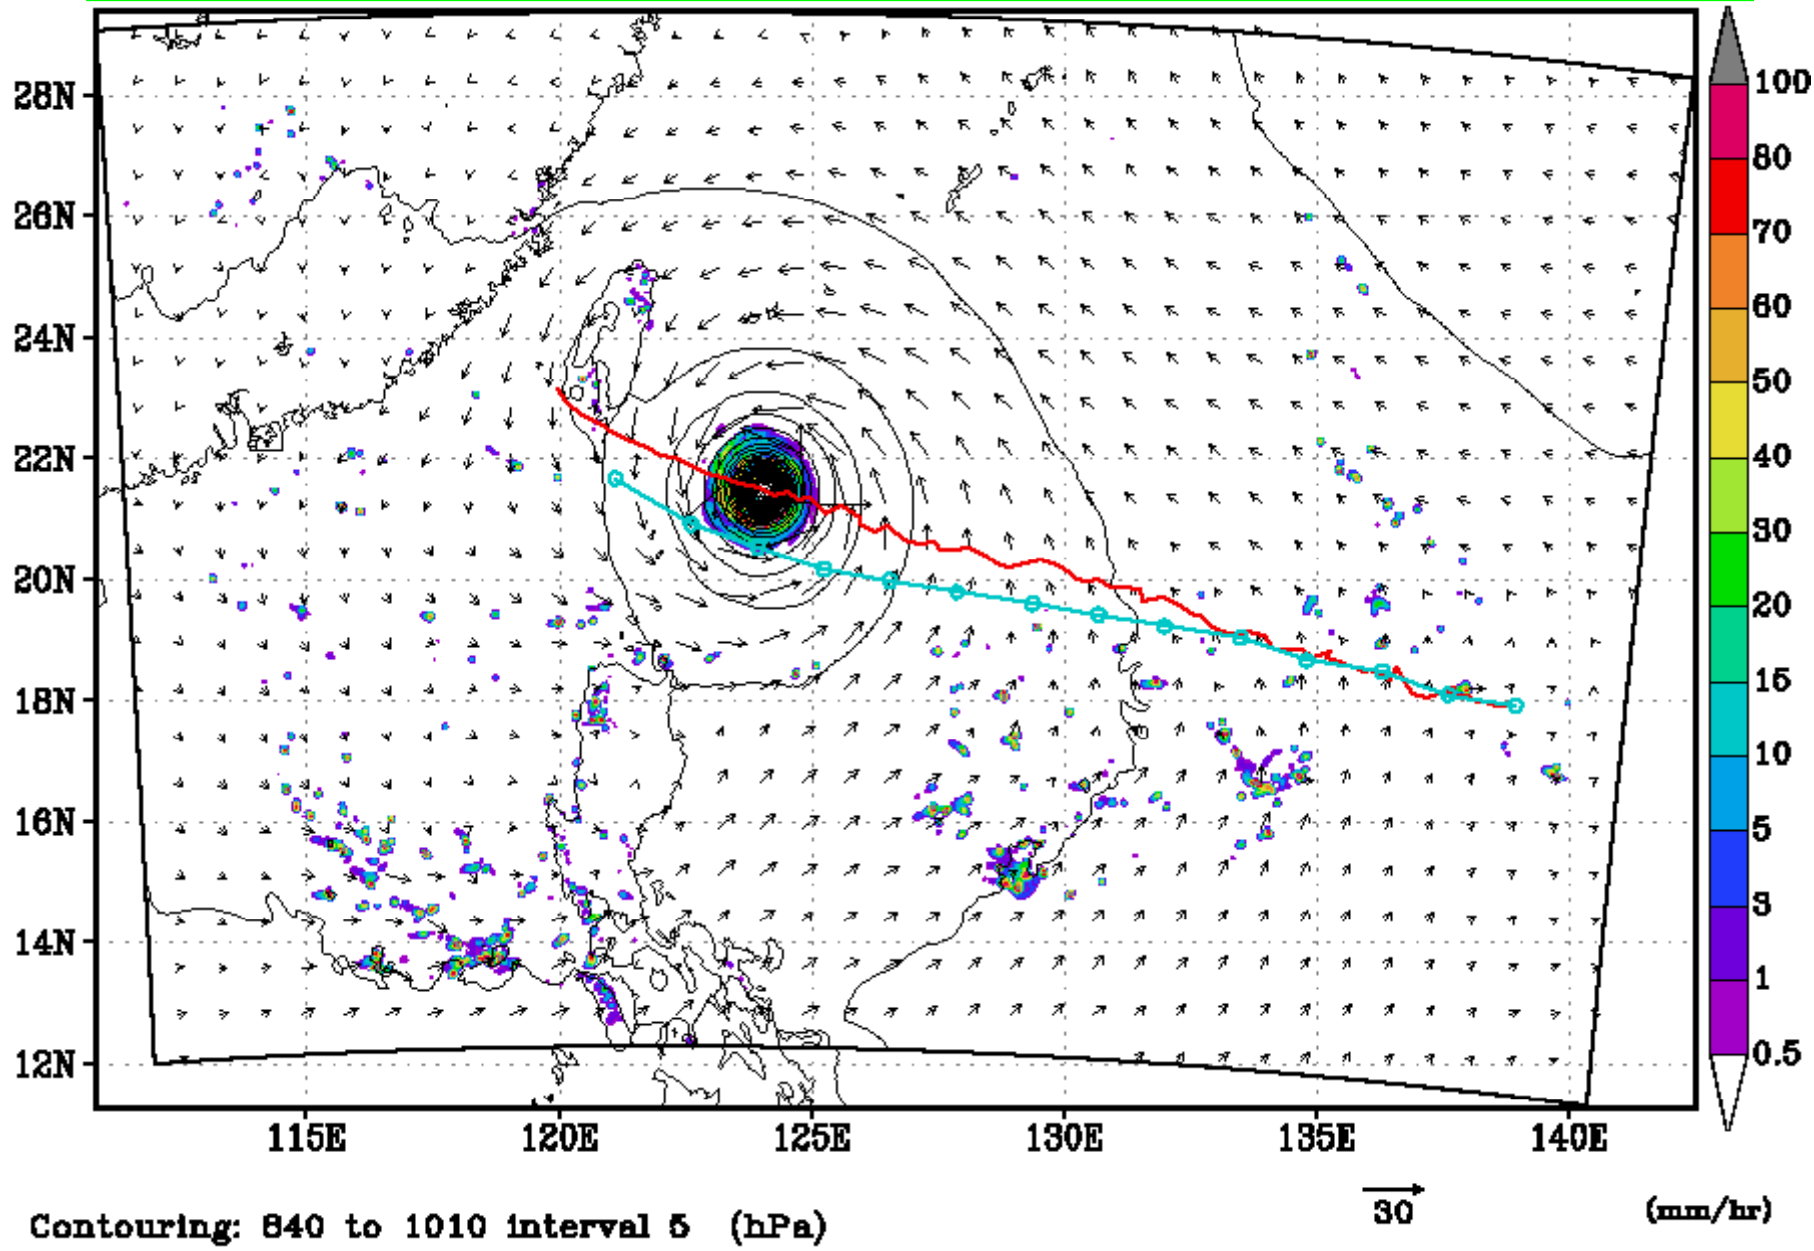 28N
26N
24N
22N
20N
18N
16N
14N
12N
115E
120E
125E
130E
135E
140E
100
80
70
60
50
40
30
20
15
10
5
3
1
0.5
30
(mm/hr)
Contouring: 840 to 1010 interval 5 (hPa)